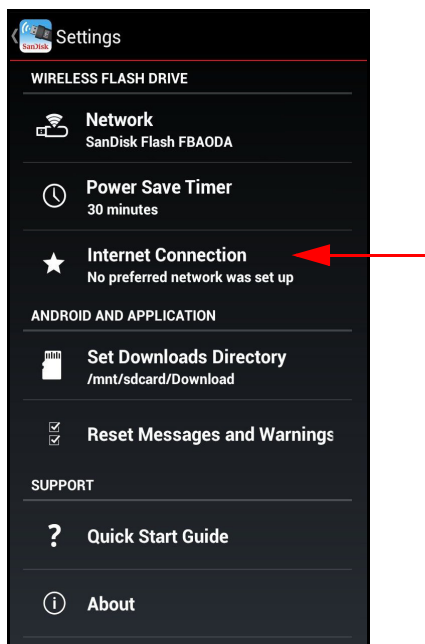 SanDisk
Settings
WIRELESS FLASH DRIVE
Network
SanDisk Flash FBAODA
Power Save Timer
30 minutes
Internet Connection
No preferred network was set up
ANDROID AND APPLICATION
Set Downloads Directory
/mnt/sdcard/Download
Reset Messages and Warnings
SUPPORT
Quick Start Guide
About